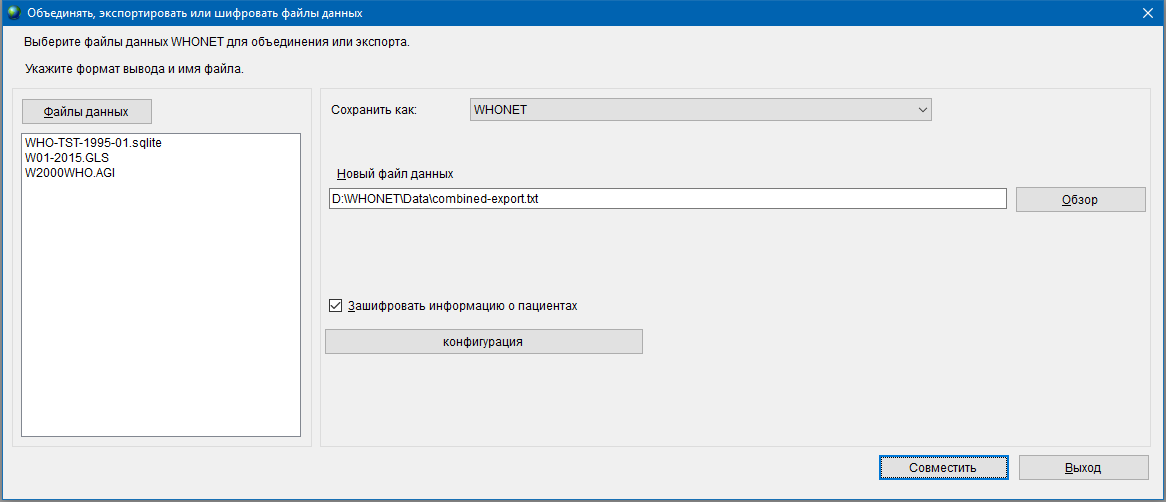 Объединять, экспортировать или шифровать файлы данных
Выберите файлы данных WHONET для объединения или экспорта.
Укажите формат вывода и имя файла.
Файлы данных
WHO-TST-1995-01.sqlite
W01-2015.GLS
W2000WHO.AGI
Сохранить как:
WHONET
Новый файл данных
D:\WHONET\Data\combined-export.txt
Обзор
Зашифровать информацию о пациентах
конфигурация
Совместить
Выход